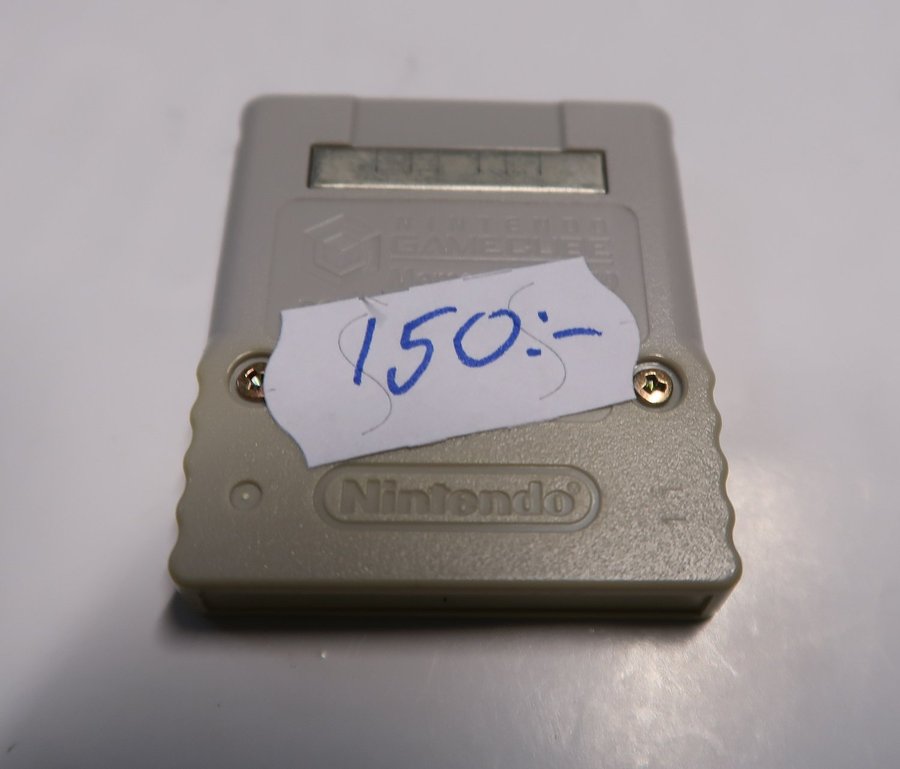 NINTENDO
GAMECUBE
150:-
Nintendo®